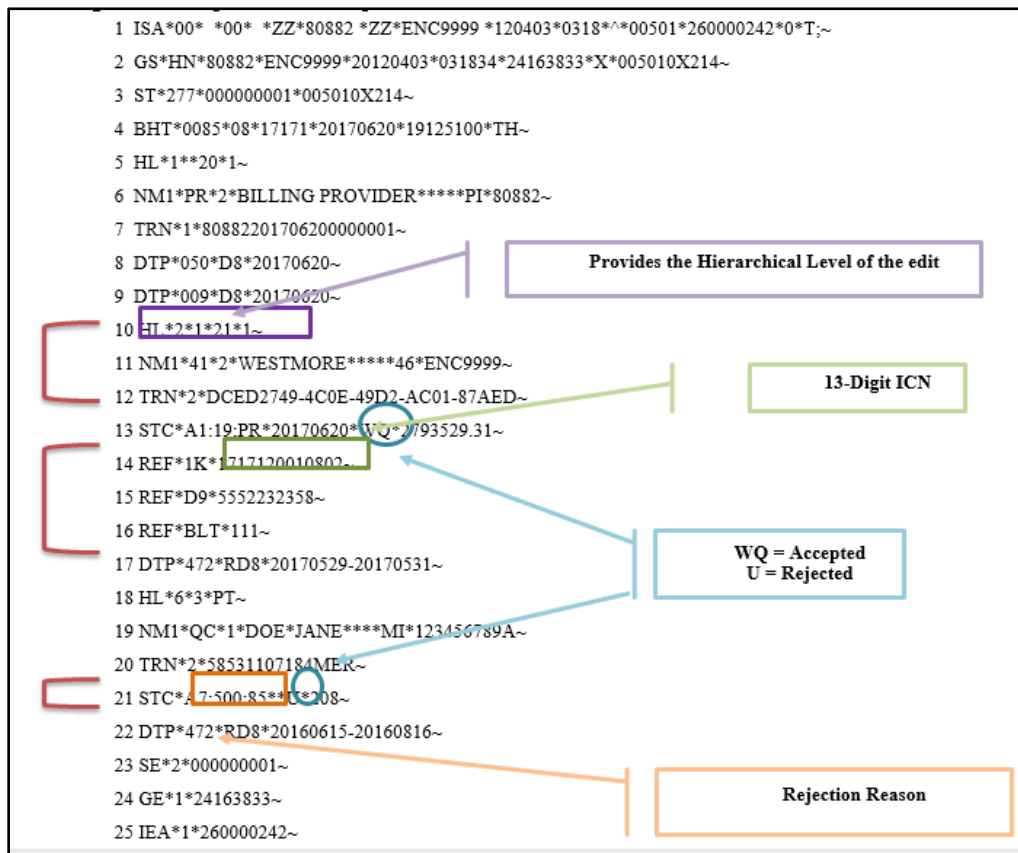 1 ISA*00* *00* *ZZ*80882 *ZZ*ENC9999 *120403*0318*^*00501*260000242*0*T;~
2 GS*HN*80882*ENC9999*20120403*031834*24163833*X*005010X214~
3 ST*277*000000001*005010X214~
4 BHT*0085*08*17171*20170620*19125100*TH~
5 HL*1**20*1~
6 NM1*PR*2*BILLING PROVIDER*****PI*80882~
7 TRN*1*80882201706200000001~
8 DTP*050*D8*20170620~
Provides the Hierarchical Level of the edit
9 DTP*009*D8*20170620~
10 HL*2*1*21*1~
11 NM1*41*2*WESTMORE*****46*ENC9999~
13-Digit ICN
12 TRN*2*DCED2749-4C0E-49D2-AC01-87AED~
13 STC*A1:19:PR*20170620*WQ*2793529.31~
14 REF*1K*1717120010802~
15 REF*D9*5552232358~
16 REF*BLT*111~
WQ = Accepted
U = Rejected
17 DTP*472*RD8*20170529-20170531~
18 HL*6*3*PT~
19 NM1*QC*1*DOE*JANE****MI*123456789A~
20 TRN*2*58531107184MER~
21 STC*A7:500:85**U*208~
22 DTP*472*RD8*20160615-20160816~
23 SE*2*000000001~
24 GE*1*24163833~
Rejection Reason
25 IEA*1*260000242~